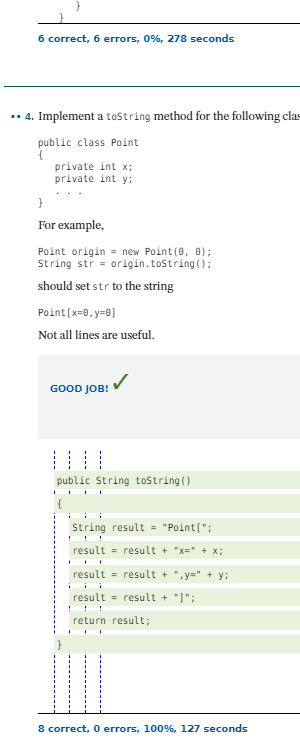 }
}
6 correct, 6 errors, 0%, 278 seconds
•• 4. Implement a toString method for the following
public class Point
{
private int x;
private int y;
. . .
}
For example,
Point origin = new Point(0, 0);
String str = origin.toString();
should set str to the string
Point[x=0,y=0]
Not all lines are useful.
GOOD JOB! ✓
public String toString()
{
String result = "Point[";
result = result + "x=" + x;
result = result + ",y=" + y;
result = result + "]";
return result;
}
8 correct, 0 errors, 100%, 127 seconds